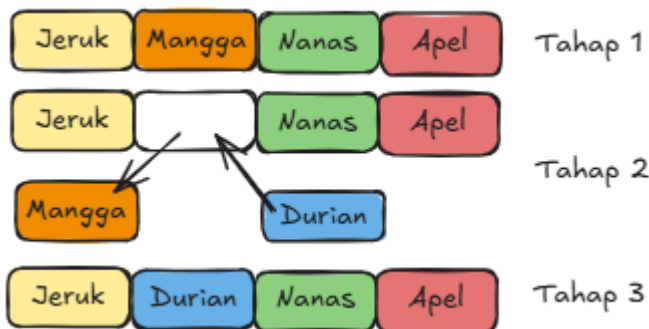 Jeruk Mangga Nanas Apel Tahap 1
Jeruk Nanas Apel
Tahap 2
Mangga Durian
Jeruk Durian Nanas Apel Tahap 3